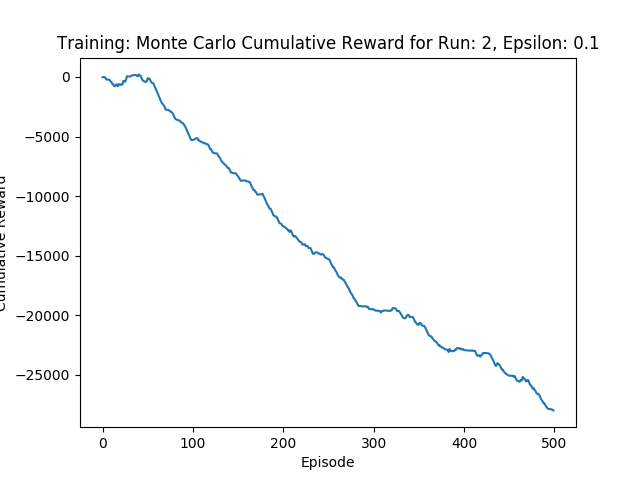 Training: Monte Carlo Cumulative Reward for Run: 2, Epsilon: 0.1
0
−5000
−10000
−15000
−20000
−25000
Cumulative Reward
0 100 200 300 400 500
Episode